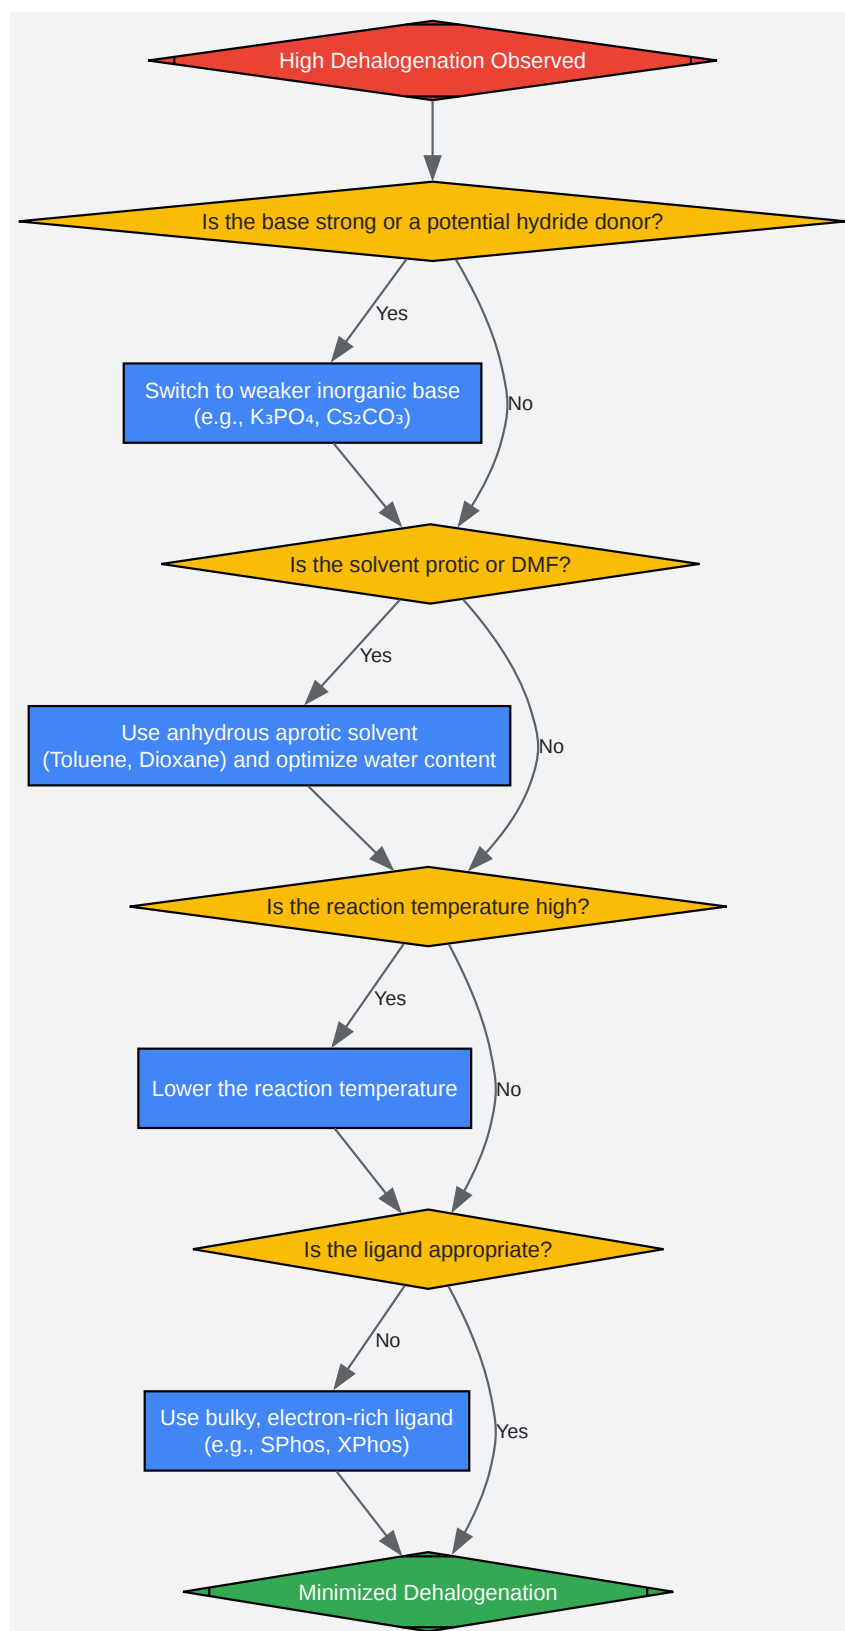 High Dehalogenation Observed
Is the base strong or a potential hydride donor?
Yes
Switch to weaker inorganic base
(e.g., K₃PO₄, Cs₂CO₃)
No
Is the solvent protic or DMF?
Yes
Use anhydrous aprotic solvent
(Toluene, Dioxane) and optimize water content
No
Is the reaction temperature high?
Yes
Lower the reaction temperature
No
Is the ligand appropriate?
No
Use bulky, electron-rich ligand
(e.g., SPhos, XPhos)
Yes
Minimized Dehalogenation